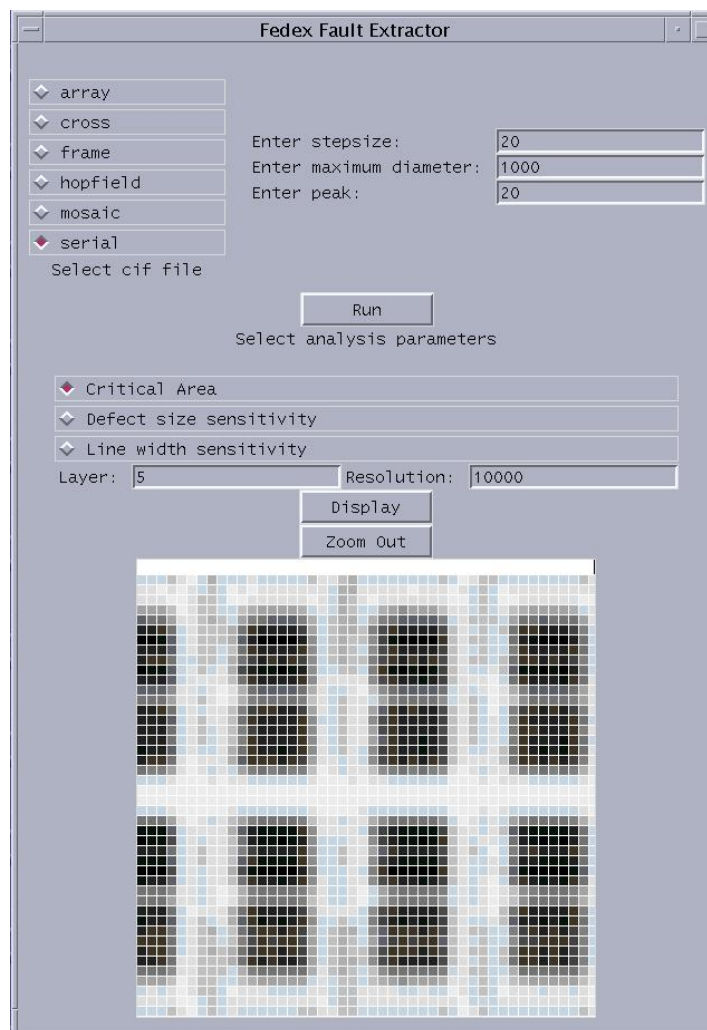 Fedex Fault Extractor
array
cross
frame
hopfield
mosaic
serial
Select cif file
Enter stepsize: 20
Enter maximum diameter: 1000
Enter peak: 20
Run
Select analysis parameters
Critical Area
Defect size sensitivity
Line width sensitivity
Layer: 5 Resolution: 10000
Display
Zoom Out